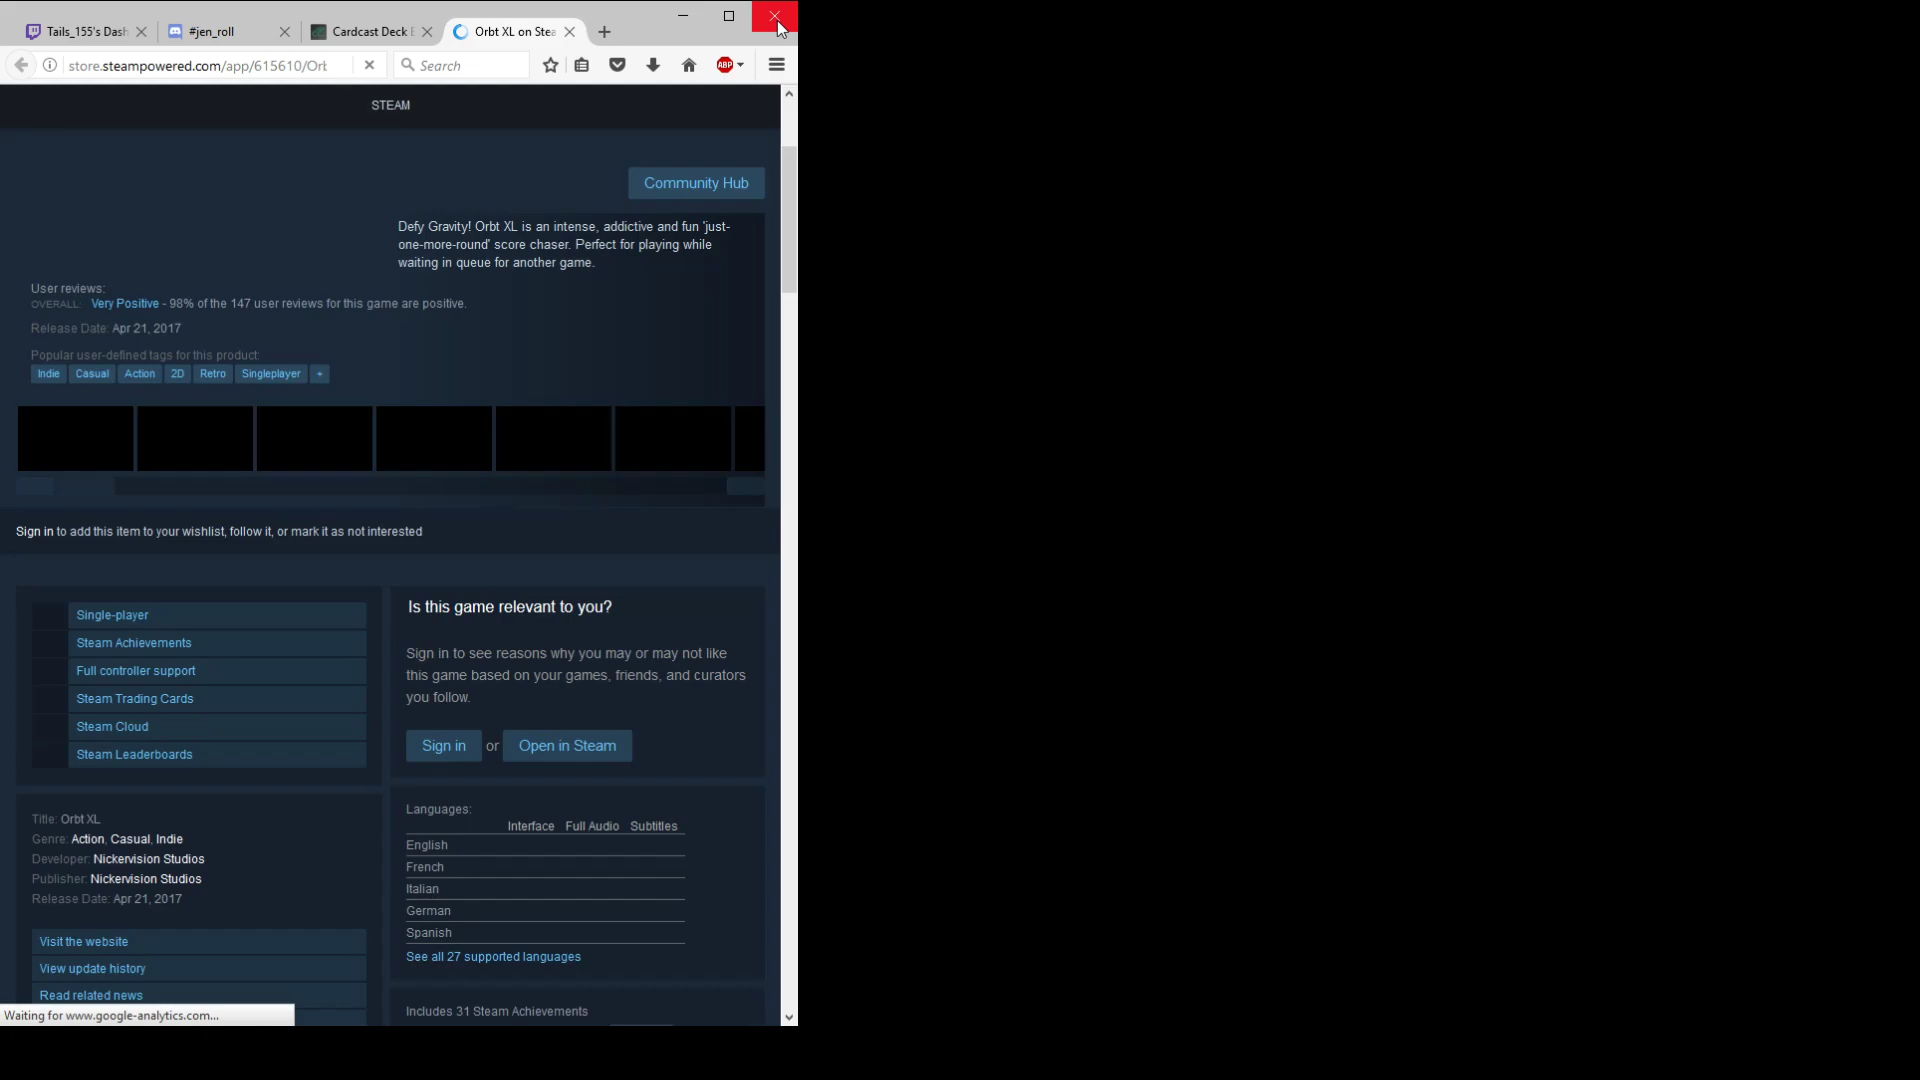 Tails_155's Dash
#jen_roll
Cardcast Deck E
Orbt XL on Stea
store.steampowered.com/app/615610/Orb
Search
ABP
STEAM
Community Hub
Defy Gravity! Orbt XL is an intense, addictive and fun 'just-
one-more-round' score chaser. Perfect for playing while
waiting in queue for another game.
User reviews:
OVERALL: Very Positive - 98% of the 147 user reviews for this game are positive.
Release Date: Apr 21, 2017
Popular user-defined tags for this product:
Indie Casual Action 2D Retro Singleplayer +
Sign in to add this item to your wishlist, follow it, or mark it as not interested
Single-player
Steam Achievements
Full controller support
Steam Trading Cards
Steam Cloud
Steam Leaderboards
Is this game relevant to you?
Sign in to see reasons why you may or may not like
this game based on your games, friends, and curators
you follow.
Sign in or Open in Steam
Title: Orbt XL
Genre: Action, Casual, Indie
Developer: Nickervision Studios
Publisher: Nickervision Studios
Release Date: Apr 21, 2017
Visit the website
View update history
Read related news
Languages:
Interface Full Audio Subtitles
English
French
Italian
German
Spanish
See all 27 supported languages
Includes 31 Steam Achievements
Waiting for www.google-analytics.com...